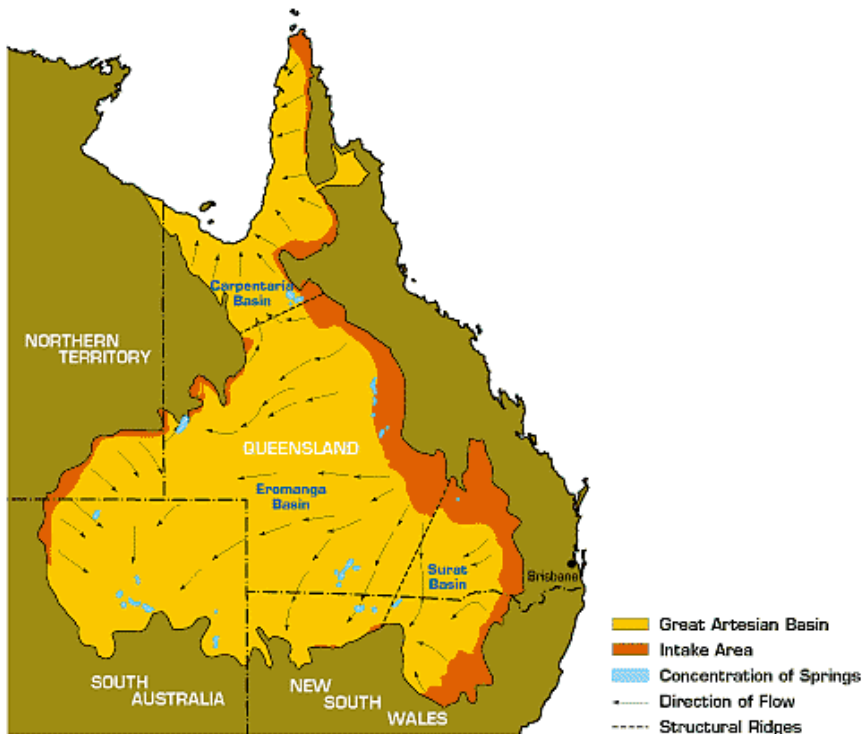 Carpentaria
Basin
NORTHERN
TERRITORY
QUEENSLAND
Eromanga
Basin
Surat
Basin
Brisbane
SOUTH
AUSTRALIA
NEW
SOUTH
WALES
Great Artesian Basin
Intake Area
Concentration of Springs
Direction of Flow
Structural Ridges